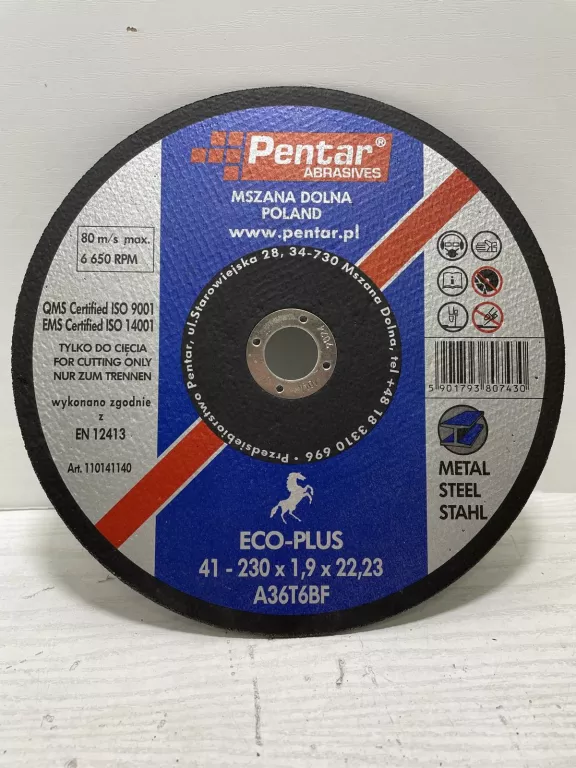 Pentar®
ABRASIVES
MSZANA DOLNA
POLAND
www.pentar.pl
80 m/s max.
6 650 RPM
QMS Certified ISO 9001
EMS Certified ISO 14001
TYLKO DO CIĘCIA
FOR CUTTING ONLY
NUR ZUM TRENNEN
wykonano zgodnie
z
EN 12413
Art. 110141140
• Przedsiębiorstwo Pentar, ul.Starowiejska 28, 34-730 Mszana Dolna, tel +48 18 3310 696
5 901793 807430
METAL
STEEL
STAHL
ECO-PLUS
41 - 230 x 1,9 x 22,23
A36T6BF